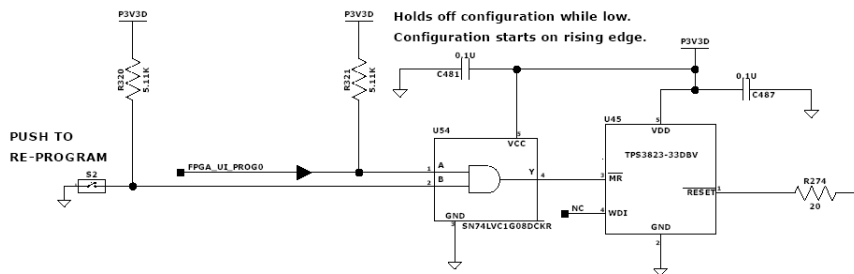 P3V3D
P3V3D
Holds off configuration while low.
Configuration starts on rising edge.
P3V3D
0.1U
C481
0.1U
C487
R320
5.11K
R321
5.11K
PUSH TO
RE-PROGRAM
S2
FPGA_UI_PROG0
U54
5
VCC
1
A
2
B
Y
4
GND
3
SN74LVC1G08DCKR
U45
5
VDD
TPS3823-33DBV
3
MR
RESET
1
NC
4
WDI
GND
2
R274
20